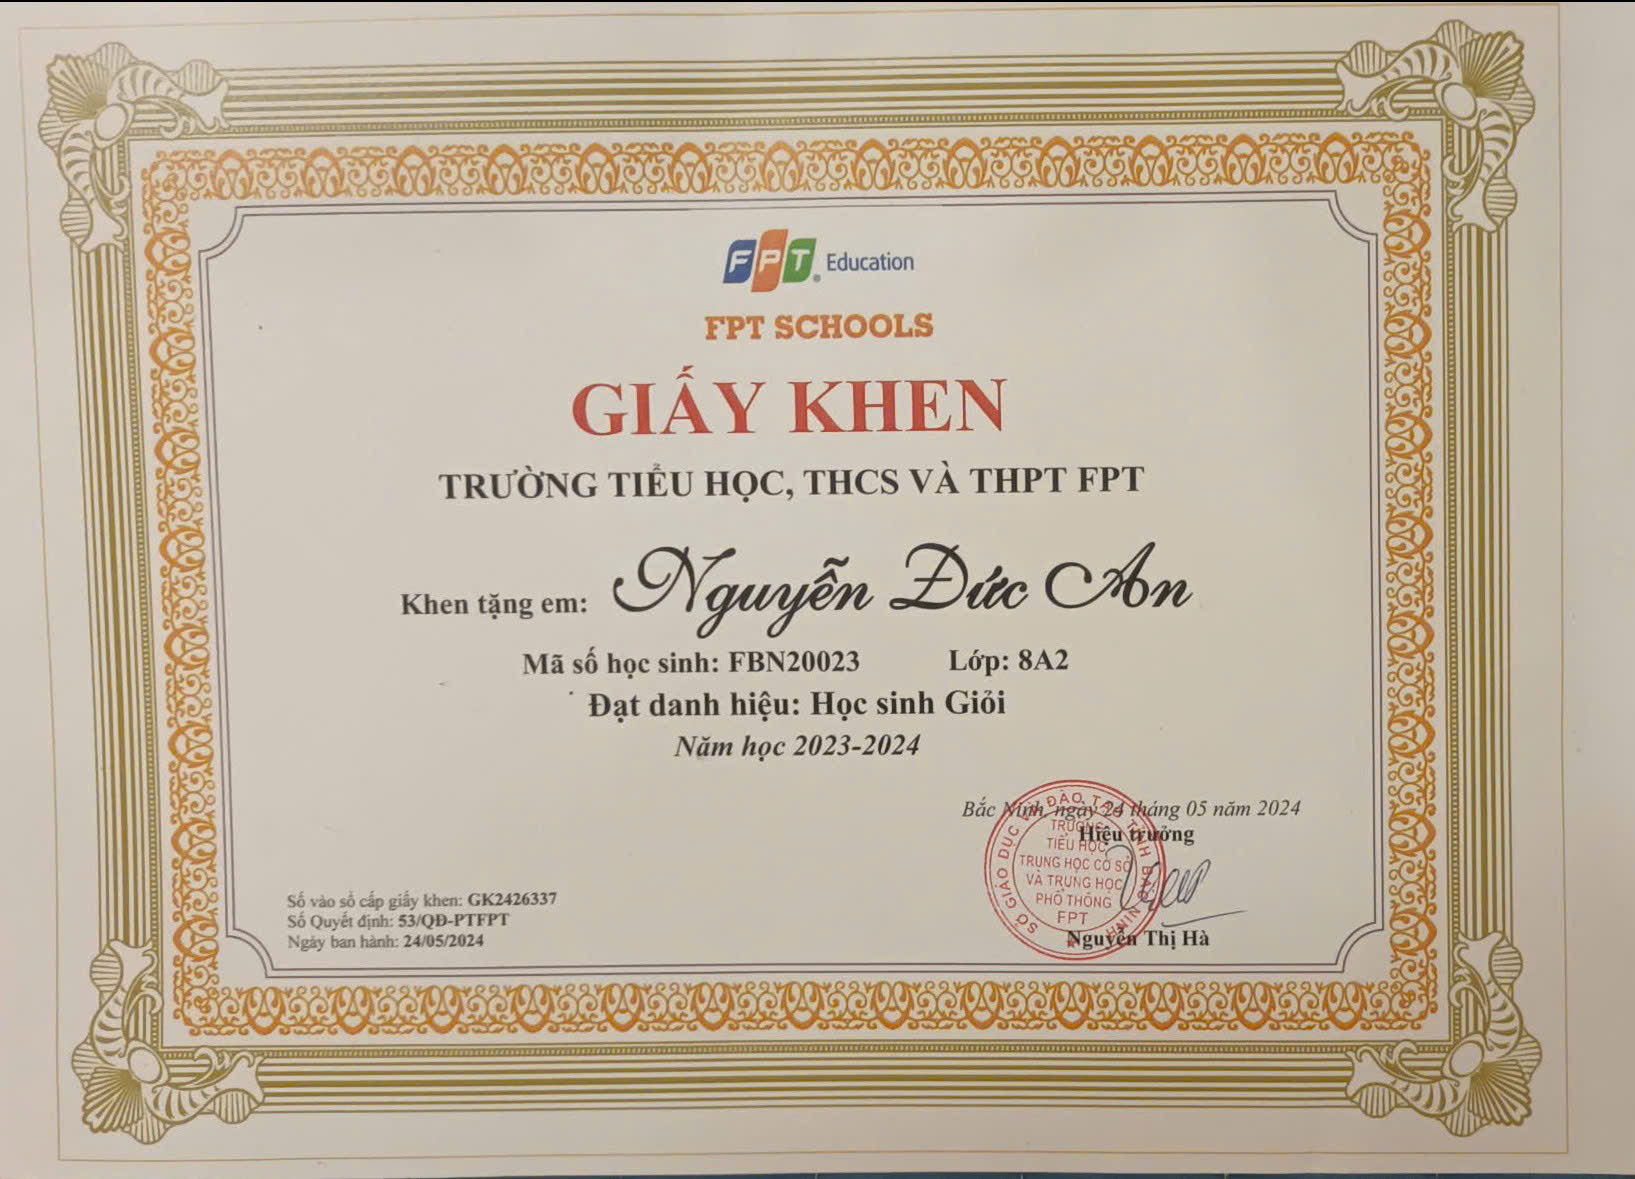 FPT Education
FPT SCHOOLS
GIẤY KHEN
TRƯỜNG TIỂU HỌC, THCS VÀ THPT FPT
Khen tặng em: Nguyễn Đức An
Mã số học sinh: FBN20023 Lớp: 8A2
Đạt danh hiệu: Học sinh Giỏi
Năm học 2023-2024
Bắc Ninh, ngày 24 tháng 05 năm 2024
Hiệu trưởng
SỞ GIÁO DỤC VÀ ĐÀO TẠO TỈNH BẮC NINH
TRƯỜNG
TIỂU HỌC
TRUNG HỌC CƠ SỞ
VÀ TRUNG HỌC
PHỔ THÔNG
FPT
Nguyễn Thị Hà
Số vào sổ cấp giấy khen: GK2426337
Số Quyết định: 53/QĐ-PTFPT
Ngày ban hành: 24/05/2024